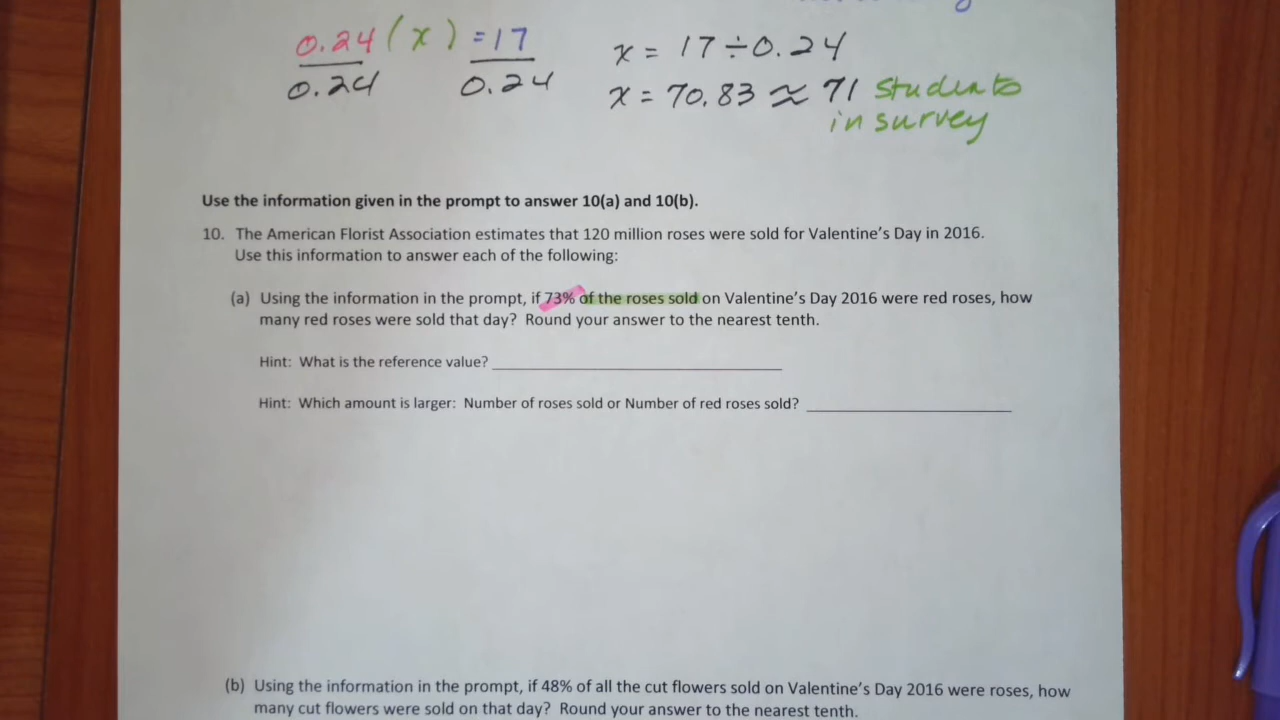 0.24 (x) = 17
0.24 0.24
x = 17 ÷ 0.24
x = 70.83 ≈ 71 students
in survey
Use the information given in the prompt to answer 10(a) and 10(b).
10. The American Florist Association estimates that 120 million roses were sold for Valentine's Day in 2016.
Use this information to answer each of the following:
(a) Using the information in the prompt, if 73% of the roses sold on Valentine's Day 2016 were red roses, how
many red roses were sold that day? Round your answer to the nearest tenth.
Hint: What is the reference value?
Hint: Which amount is larger: Number of roses sold or Number of red roses sold?
(b) Using the information in the prompt, if 48% of all the cut flowers sold on Valentine's Day 2016 were roses, how
many cut flowers were sold on that day? Round your answer to the nearest tenth.